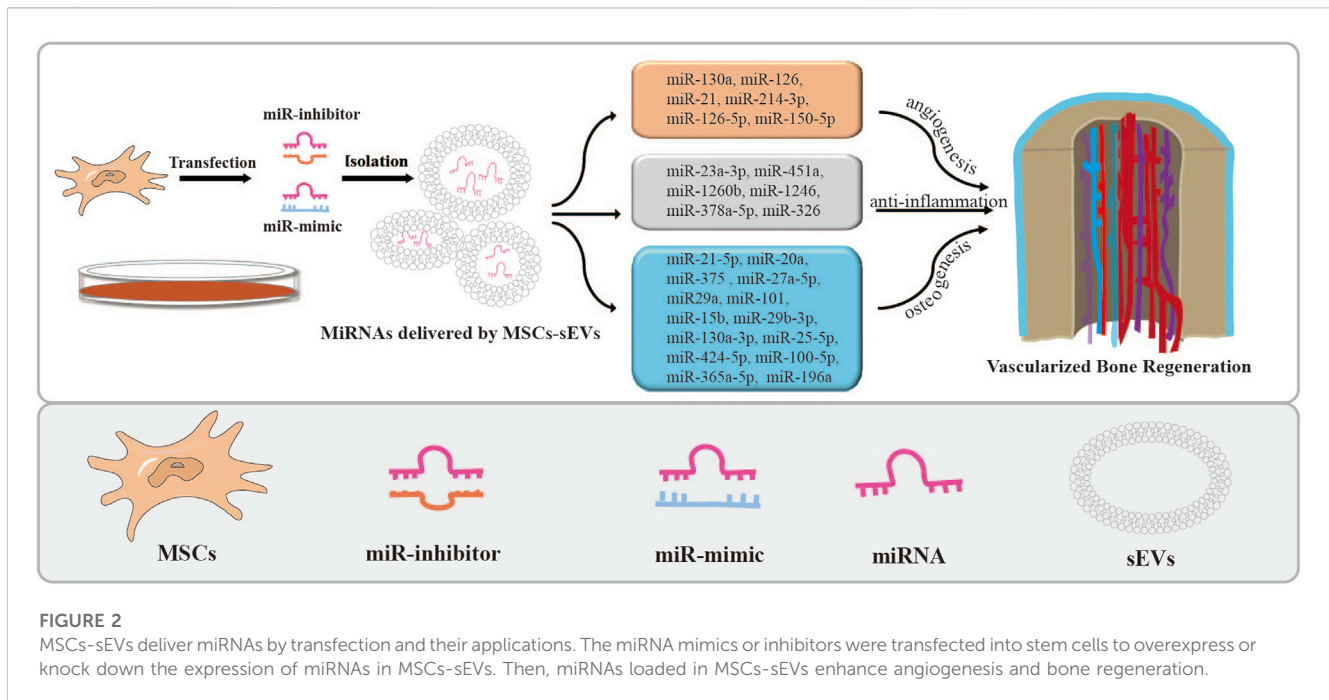 miR-inhibitor
Transfection
Isolation
miR-mimic
MiRNAs delivered by MSCs-sEVs
miR-130a, miR-126,
miR-21, miR-214-3p,
miR-126-5p, miR-150-5p
miR-23a-3p, miR-451a,
miR-1260b, miR-1246,
miR-378a-5p, miR-326
miR-21-5p, miR-20a,
miR-375 , miR-27a-5p,
miR29a, miR-101,
miR-15b, miR-29b-3p,
miR-130a-3p, miR-25-5p,
miR-424-5p, miR-100-5p,
miR-365a-5p, miR-196a
angiogenesis
anti-inflammation
osteogenesis
Vascularized Bone Regeneration
MSCs
miR-inhibitor
miR-mimic
miRNA
sEVs
FIGURE 2
MSCs-sEVs deliver miRNAs by transfection and their applications. The miRNA mimics or inhibitors were transfected into stem cells to overexpress or
knock down the expression of miRNAs in MSCs-sEVs. Then, miRNAs loaded in MSCs-sEVs enhance angiogenesis and bone regeneration.